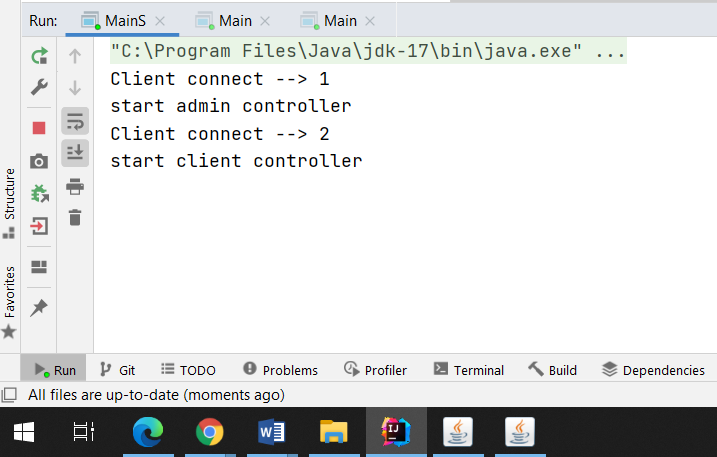 Run: MainS Main Main
"C:\Program Files\Java\jdk-17\bin\java.exe" ...
Client connect --> 1
start admin controller
Client connect --> 2
start client controller
Structure
Favorites
Run Git TODO Problems Profiler Terminal Build Dependencies
All files are up-to-date (moments ago)
W IJ